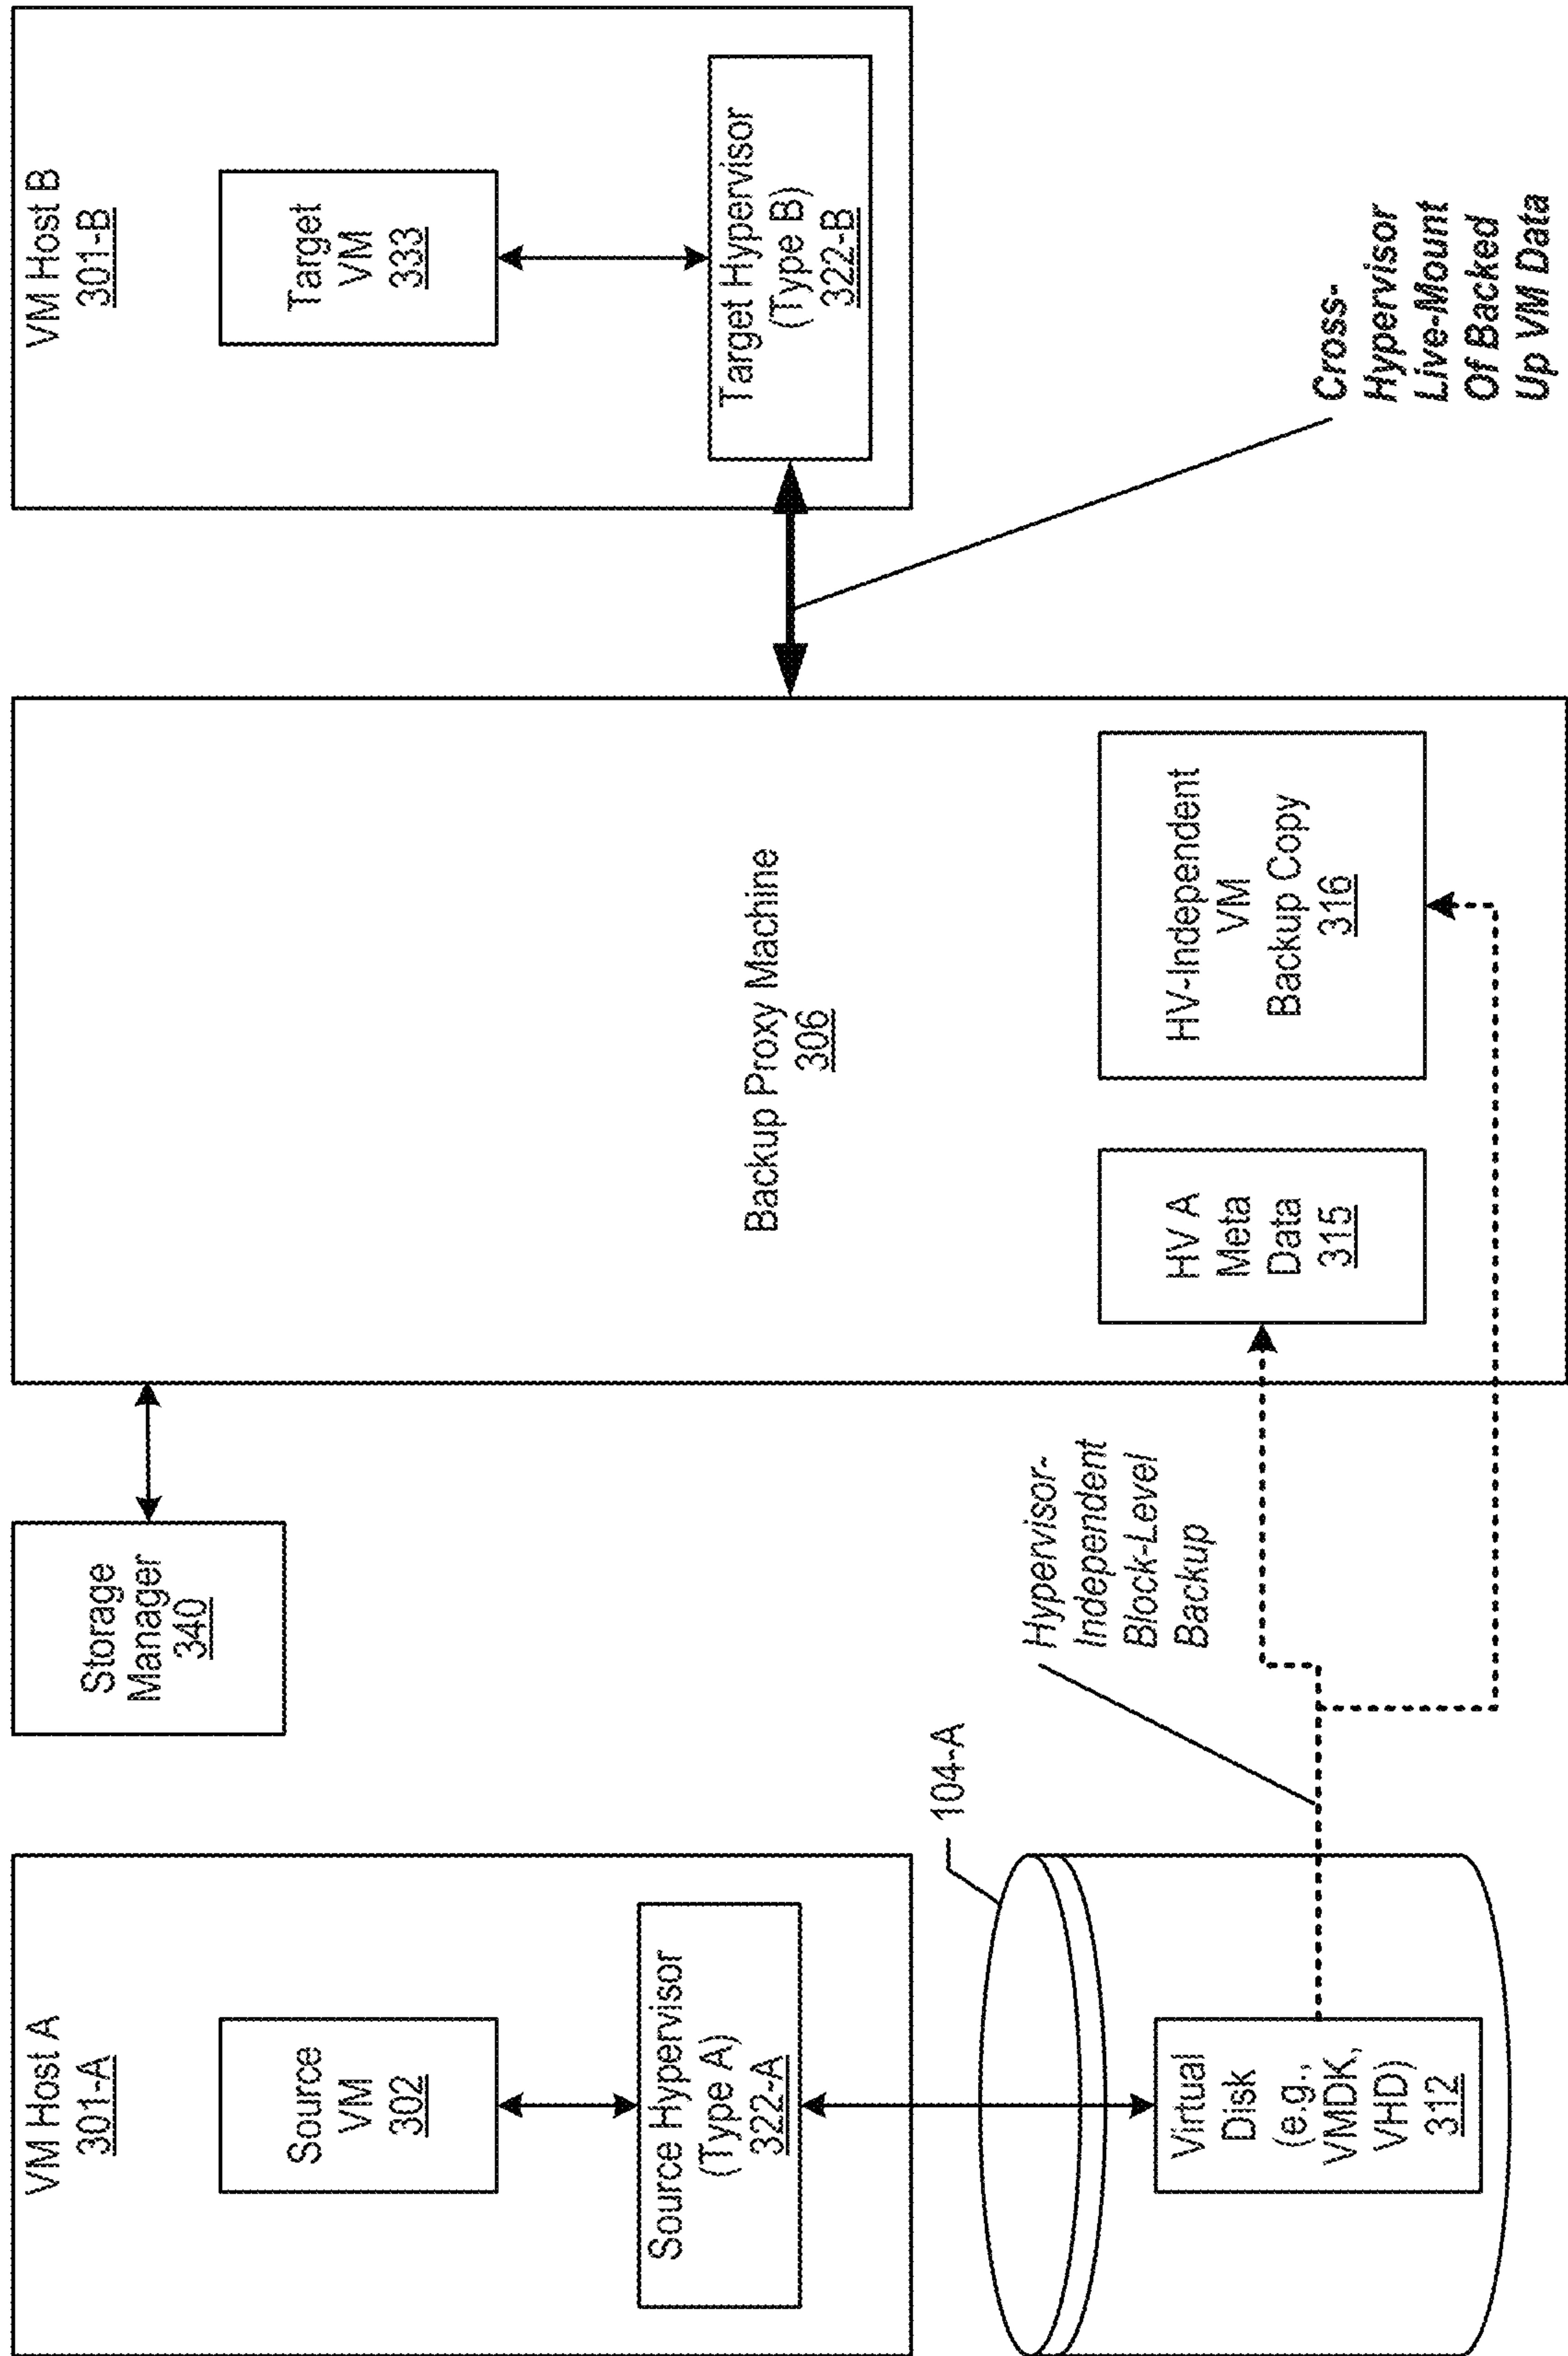 VM Host A
301-A
Source
VM
302
Source Hypervisor
(Type A)
322-A
104-A
Virtual
Disk
(e.g.,
VMDK,
VHD)
312
Storage
Manager
340
Hypervisor-
Independent
Block-Level
Backup
Backup Proxy Machine
306
HV A
Meta
Data
315
HV-Independent
VM
Backup Copy
316
VM Host B
301-B
Target
VM
333
Target Hypervisor
(Type B)
322-B
Cross-
Hypervisor
Live-Mount
Of Backed
Up VM Data